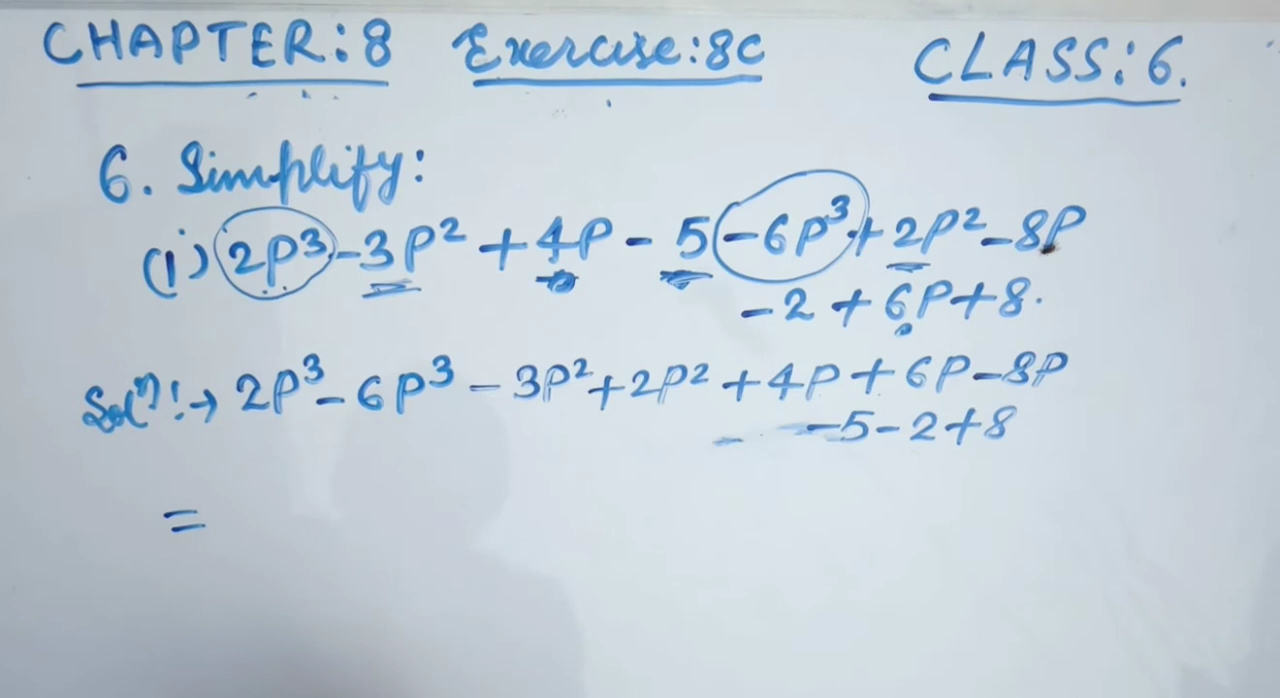 CHAPTER:8 Exercise:8C CLASS:6.
6. Simplify:
(i) 2P³-3P²+4P-5-6P³+2P²-8P
-2+6P+8.
Solⁿ:→ 2P³-6P³-3P²+2P²+4P+6P-8P
-5-2+8
=